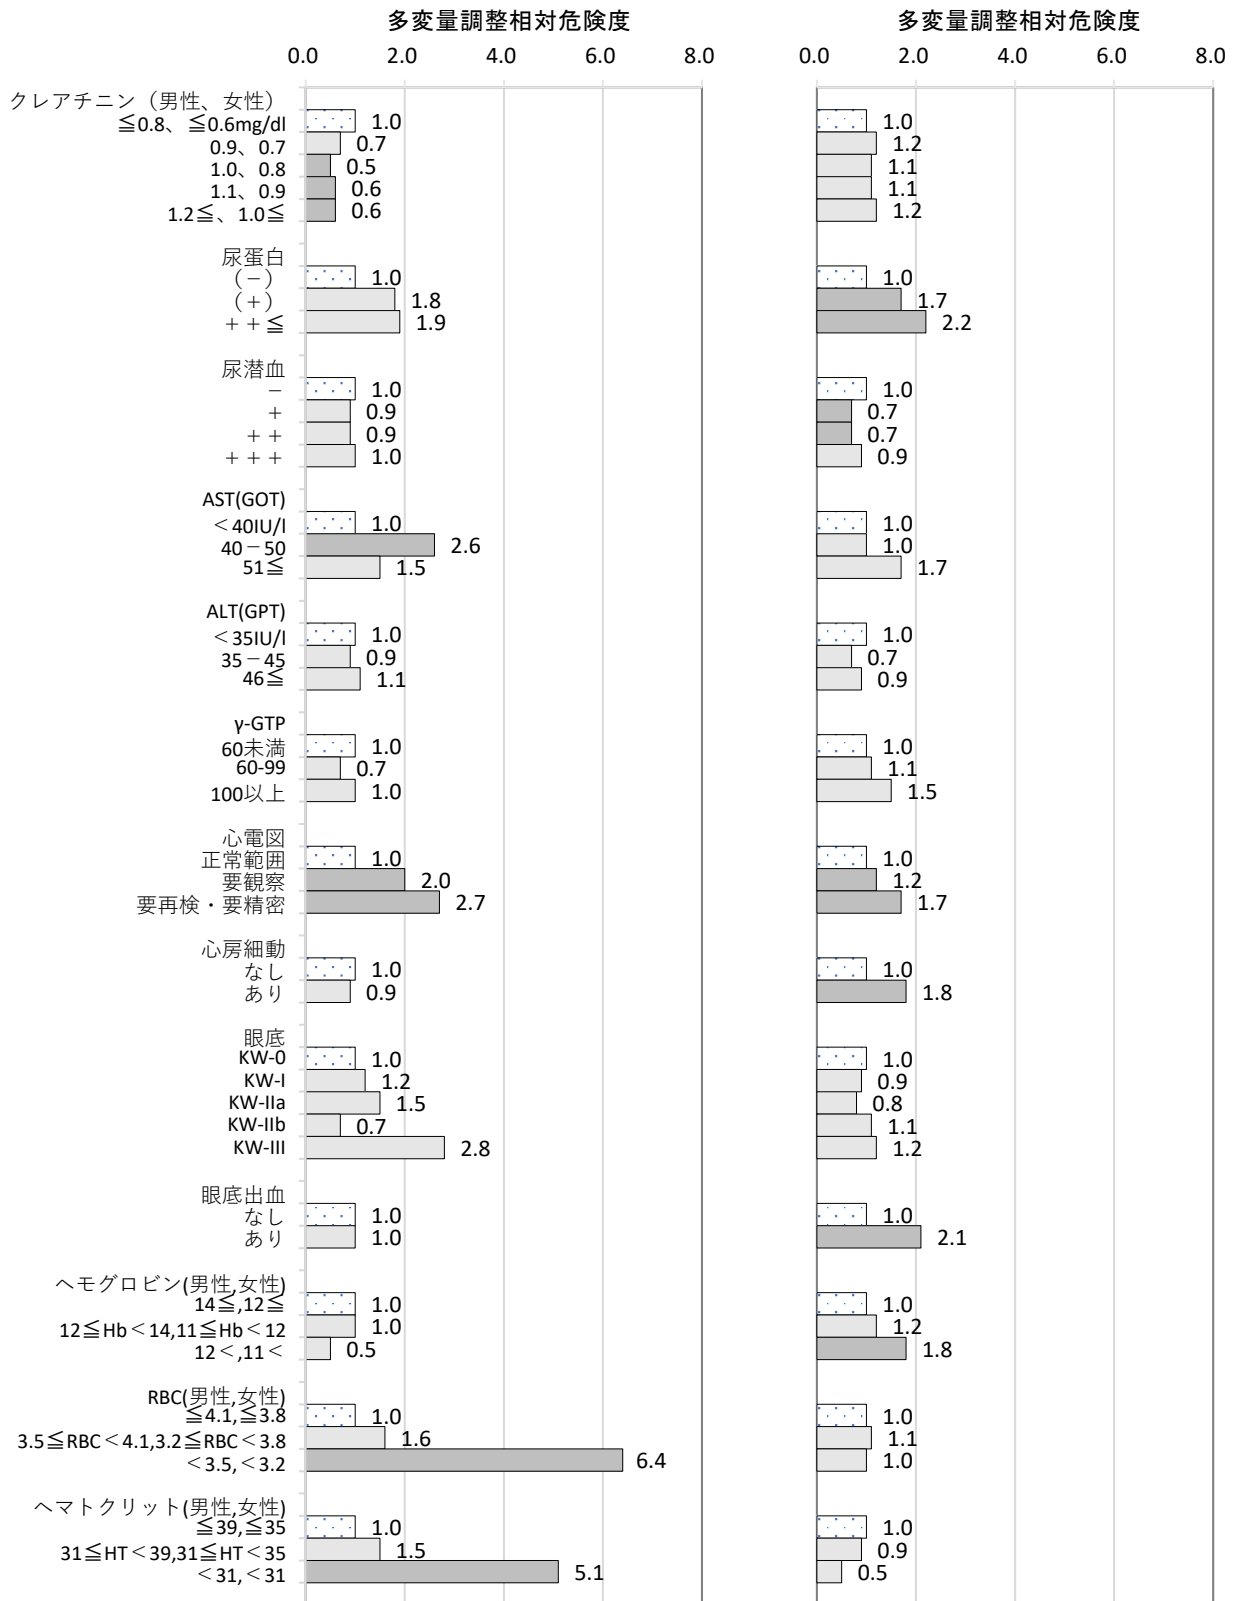 多変量調整相対危険度 多変量調整相対危険度
0.0 2.0 4.0 6.0 8.0 0.0 2.0 4.0 6.0 8.0
クレアチニン（男性、女性）
≦0.8、≦0.6mg/dl 1.0 1.0
0.9、0.7 0.7 1.2
1.0、0.8 0.5 1.1
1.1、0.9 0.6 1.1
1.2≦、1.0≦ 0.6 1.2
尿蛋白
（－） 1.0 1.0
（+） 1.8 1.7
＋＋≦ 1.9 2.2
尿潜血
－ 1.0 1.0
＋ 0.9 0.7
＋＋ 0.9 0.7
＋＋＋ 1.0 0.9
AST(GOT)
＜40IU/l 1.0 1.0
40－50 2.6 1.0
51≦ 1.5 1.7
ALT(GPT)
＜35IU/l 1.0 1.0
35－45 0.9 0.7
46≦ 1.1 0.9
γ-GTP
60未満 1.0 1.0
60-99 0.7 1.1
100以上 1.0 1.5
心電図
正常範囲 1.0 1.0
要観察 2.0 1.2
要再検・要精密 2.7 1.7
心房細動
なし 1.0 1.0
あり 0.9 1.8
眼底
KW-0 1.0 1.0
KW-I 1.2 0.9
KW-IIa 1.5 0.8
KW-IIb 0.7 1.1
KW-III 2.8 1.2
眼底出血
なし 1.0 1.0
あり 1.0 2.1
ヘモグロビン(男性,女性)
14≦,12≦ 1.0 1.0
12≦Hb＜14,11≦Hb＜12 1.0 1.2
12＜,11＜ 0.5 1.8
RBC(男性,女性)
≦4.1,≦3.8 1.0 1.0
3.5≦RBC＜4.1,3.2≦RBC＜3.8 1.6 1.1
＜3.5,＜3.2 6.4 1.0
ヘマトクリット(男性,女性)
≦39,≦35 1.0 1.0
31≦HT＜39,31≦HT＜35 1.5 0.9
＜31,＜31 5.1 0.5